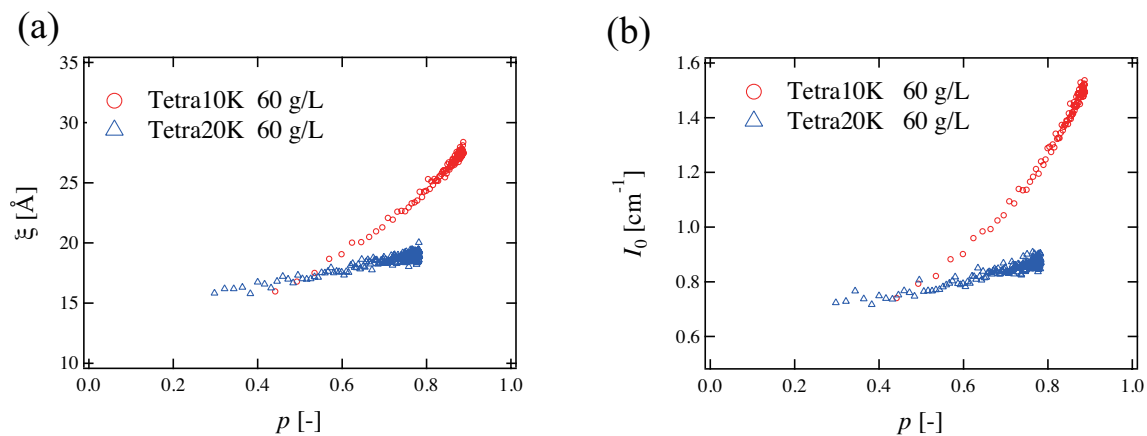 (a)
35
30
25
20
15
10
ξ [Å]
Tetra10K 60 g/L
Tetra20K 60 g/L
0.0 0.2 0.4 0.6 0.8 1.0
p [-]
(b)
1.6
1.4
1.2
1.0
0.8
0.6
I₀ [cm⁻¹]
Tetra10K 60 g/L
Tetra20K 60 g/L
0.0 0.2 0.4 0.6 0.8 1.0
p [-]